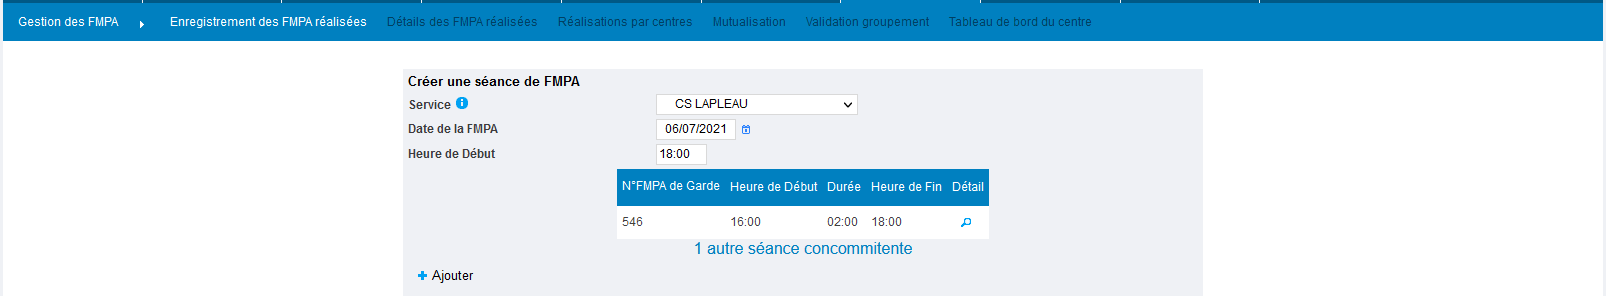 Gestion des FMPA Enregistrement des FMPA réalisées Détails des FMPA réalisées Réalisations par centres Mutualisation Validation groupement Tableau de bord du centre
Créer une séance de FMPA
Service CS LAPLEAU
Date de la FMPA 06/07/2021
Heure de Début 18:00
N°FMPA de Garde Heure de Début Durée Heure de Fin Détail
546 16:00 02:00 18:00
1 autre séance concommitente
Ajouter